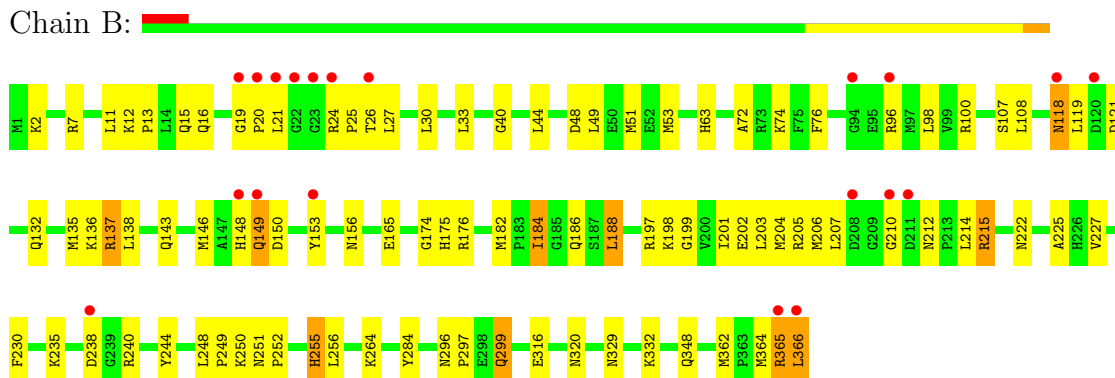 Chain B:
M1 K2 R7 L11 K12 P13 L14 Q15 Q16 G19 P20 L21 G22 G23 R24 P25 T26 L27 L30 L33 G40 L44 D48 L49 E50 M51 E52 M53 H63 A72 R73 K74 F75 F76 G94 E95 R96 M97 L98 V99 R100 S107 L108 N118 L119 D120
Q132 M135 K136 R137 L138 Q143 M146 A147 H148 Q149 D150 Y153 N156 E165 G174 H175 R176 M182 P183 I184 G185 Q186 S187 L188 R197 K198 G199 V200 I201 E202 L203 M204 R205 M206 L207 D208 G209 G210 D211 N212 P213 L214 R215 N222 A225 H226 V227
F230 K235 D238 G239 R240 Y244 L248 P249 K250 N251 P252 H255 L256 K264 Y284 N296 P297 E298 Q299 E316 N320 N329 K332 Q348 M362 P363 M364 R365 L366